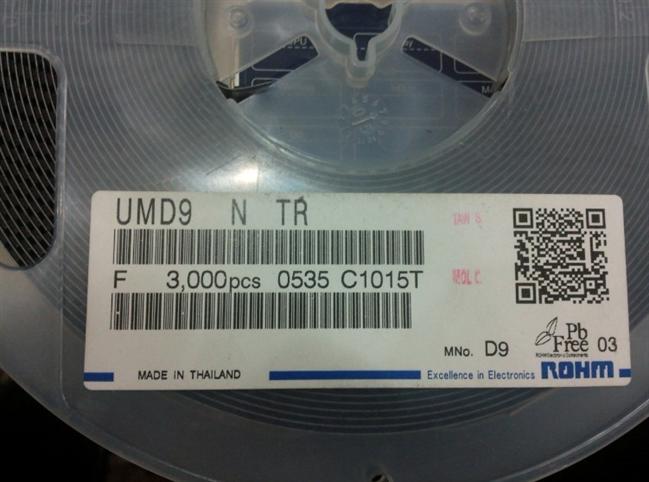 UMD9 N TR
F 3,000pcs 0535 C1015T
MNo. D9
Pb
Free 03
MADE IN THAILAND
Excellence in Electronics ROHM